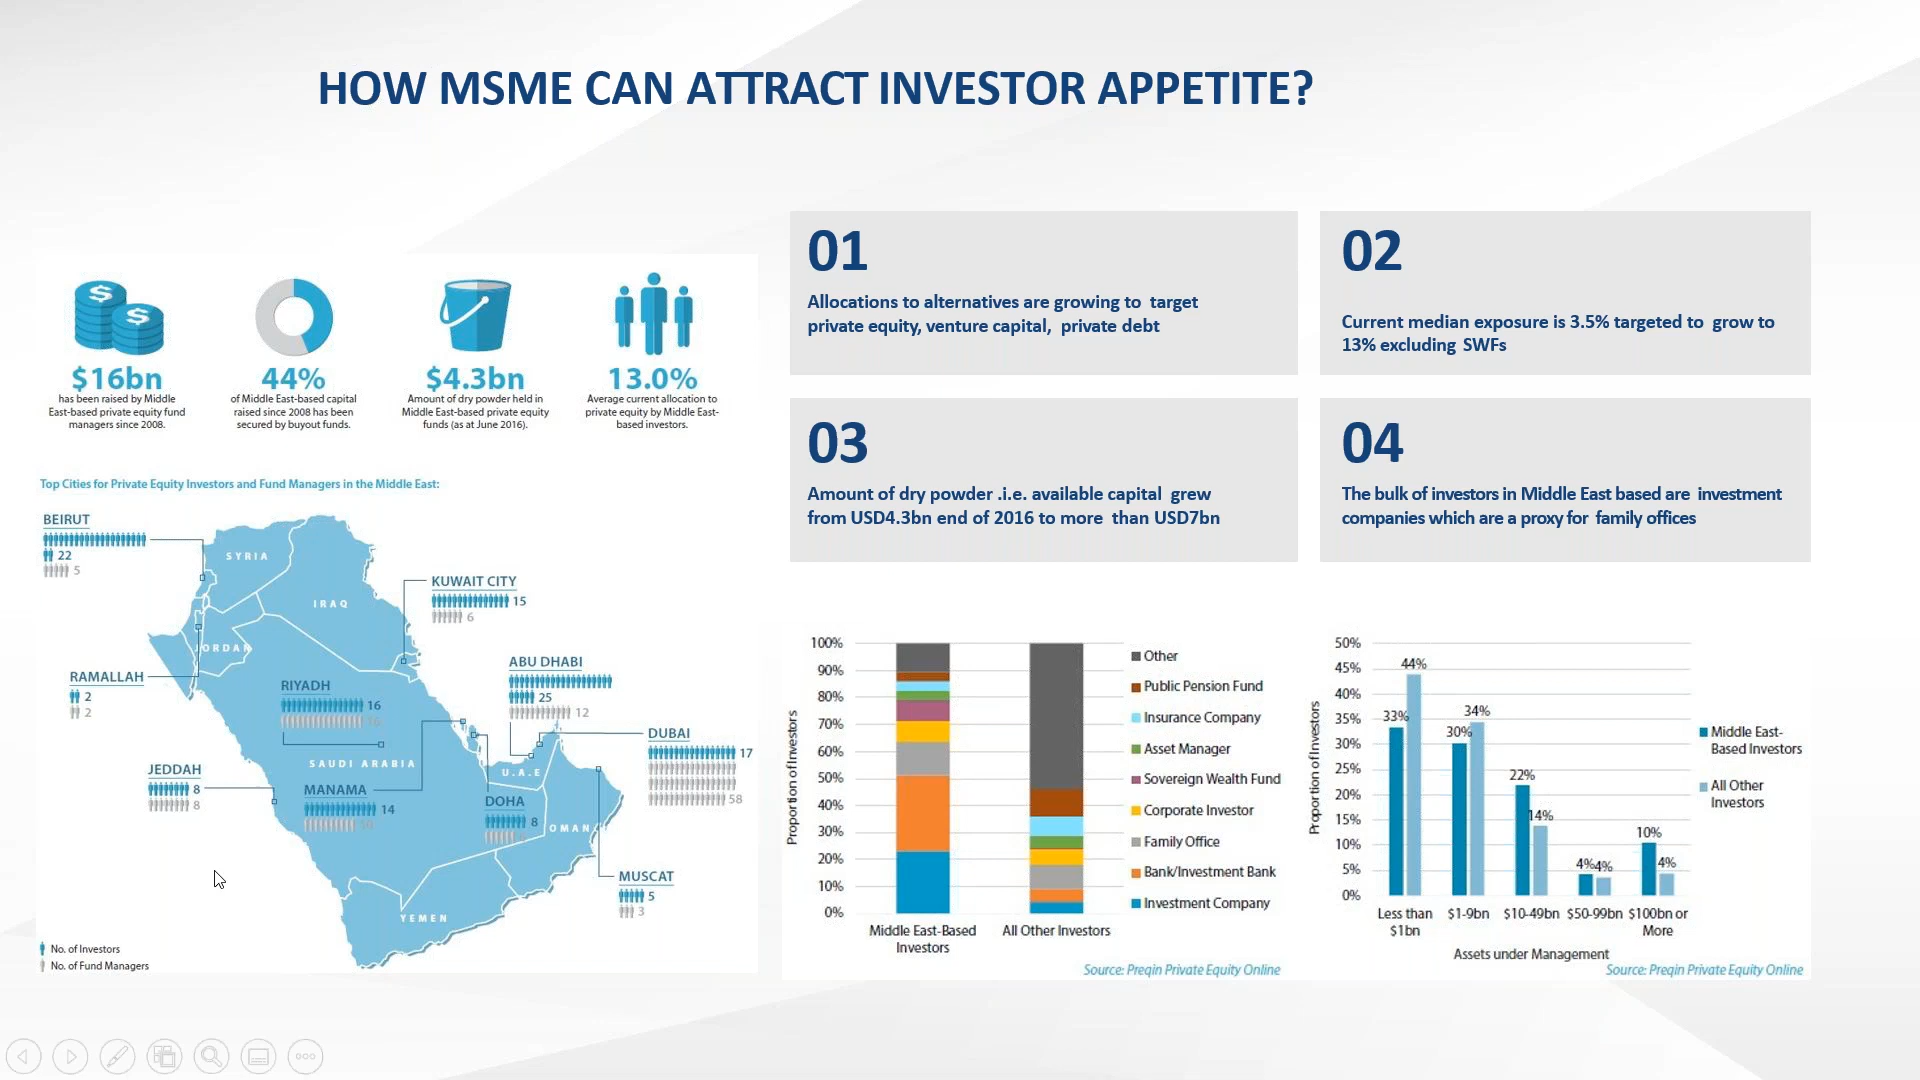 HOW MSME CAN ATTRACT INVESTOR APPETITE?
$16bn
has been raised by Middle
East-based private equity fund
managers since 2008.
44%
of Middle East-based capital
raised since 2008 has been
secured by buyout funds.
$4.3bn
Amount of dry powder held in
Middle East-based private equity
funds (as at June 2016).
13.0%
Average current allocation to
private equity by Middle East-
based investors.
Top Cities for Private Equity Investors and Fund Managers in the Middle East:
BEIRUT
22
5
SYRIA
IRAQ
KUWAIT CITY
15
6
JORDAN
RAMALLAH
2
2
RIYADH
16
ABU DHABI
25
12
DUBAI
17
58
SAUDI ARABIA
JEDDAH
8
8
MANAMA
14
U.A.E
DOHA
8
OMAN
MUSCAT
5
3
YEMEN
No. of Investors
No. of Fund Managers
01
Allocations to alternatives are growing to target
private equity, venture capital, private debt
02
Current median exposure is 3.5% targeted to grow to
13% excluding SWFs
03
Amount of dry powder .i.e. available capital grew
from USD4.3bn end of 2016 to more than USD7bn
04
The bulk of investors in Middle East based are investment
companies which are a proxy for family offices
Proportion of Investors
100%
90%
80%
70%
60%
50%
40%
30%
20%
10%
0%
Middle East-Based
Investors
All Other Investors
Other
Public Pension Fund
Insurance Company
Asset Manager
Sovereign Wealth Fund
Corporate Investor
Family Office
Bank/Investment Bank
Investment Company
Source: Preqin Private Equity Online
Proportion of Investors
50%
45%
40%
35%
30%
25%
20%
15%
10%
5%
0%
33%
44%
30%
34%
22%
14%
4%
4%
10%
4%
Less than
$1bn
$1-9bn
$10-49bn
$50-99bn
$100bn or
More
Assets under Management
Middle East-
Based Investors
All Other
Investors
Source: Preqin Private Equity Online